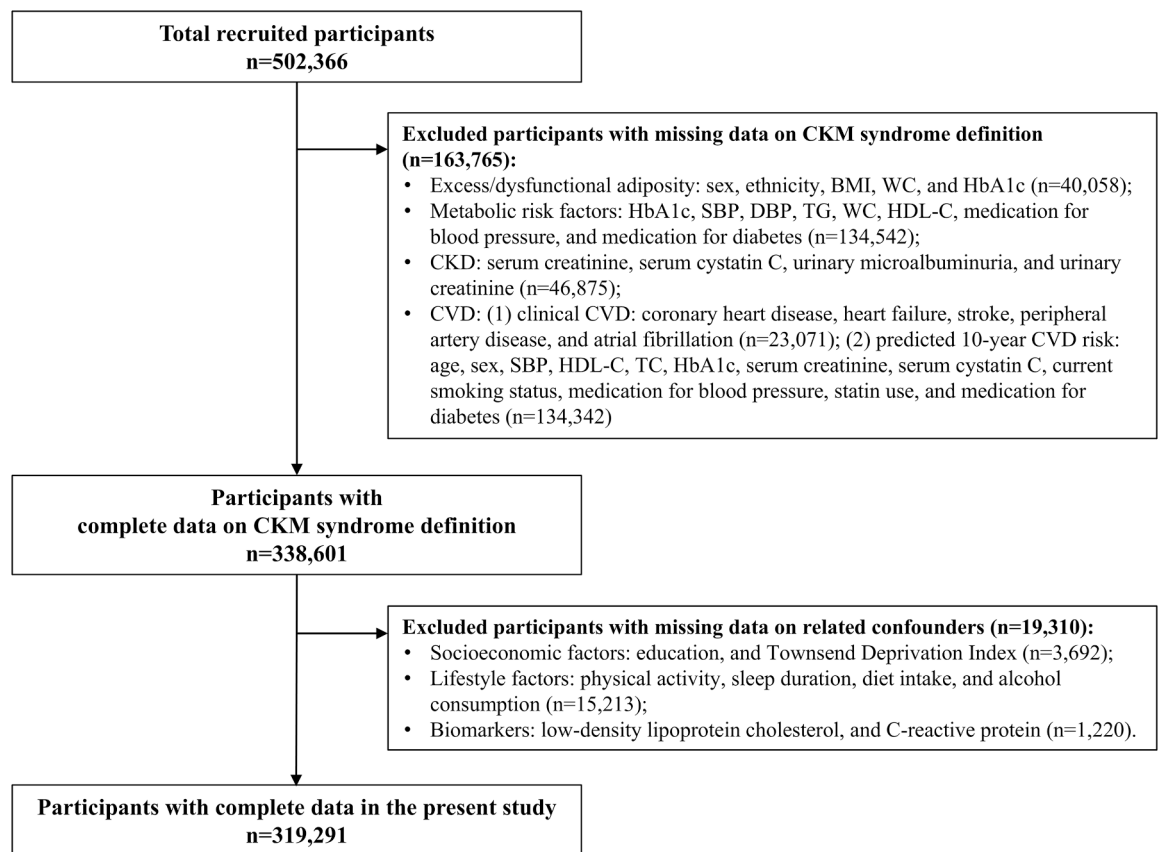 Total recruited participants
n=502,366
Excluded participants with missing data on CKM syndrome definition
(n=163,765):
• Excess/dysfunctional adiposity: sex, ethnicity, BMI, WC, and HbA1c (n=40,058);
• Metabolic risk factors: HbA1c, SBP, DBP, TG, WC, HDL-C, medication for
blood pressure, and medication for diabetes (n=134,542);
• CKD: serum creatinine, serum cystatin C, urinary microalbuminuria, and urinary
creatinine (n=46,875);
• CVD: (1) clinical CVD: coronary heart disease, heart failure, stroke, peripheral
artery disease, and atrial fibrillation (n=23,071); (2) predicted 10-year CVD risk:
age, sex, SBP, HDL-C, TC, HbA1c, serum creatinine, serum cystatin C, current
smoking status, medication for blood pressure, statin use, and medication for
diabetes (n=134,342)
Participants with
complete data on CKM syndrome definition
n=338,601
Excluded participants with missing data on related confounders (n=19,310):
• Socioeconomic factors: education, and Townsend Deprivation Index (n=3,692);
• Lifestyle factors: physical activity, sleep duration, diet intake, and alcohol
consumption (n=15,213);
• Biomarkers: low-density lipoprotein cholesterol, and C-reactive protein (n=1,220).
Participants with complete data in the present study
n=319,291